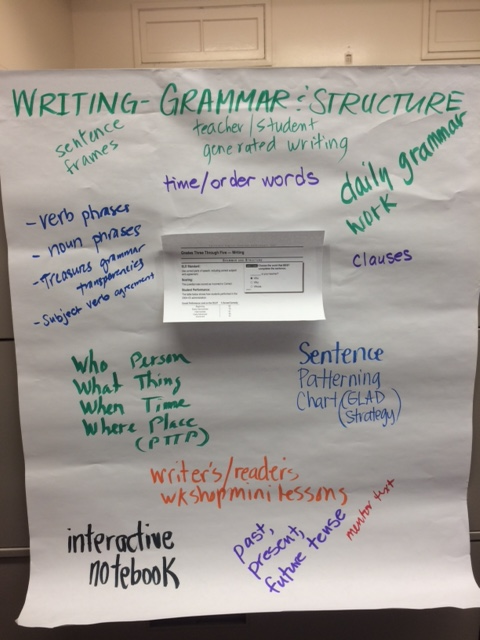 WRITING- GRAMMAR & STRUCTURE
sentence
frames
teacher/student
generated writing
time/order words
daily grammar
work
-verb phrases
- noun phrases
-Treasures grammar
transparencies
-Subject verb agreement
clauses
Grades Three Through Five — Writing
Who Person
What Thing
When Time
Where Place
(PTTP)
Sentence
Patterning
Chart (GLAD
strategy)
writer's/readers
wkshop mini lessons
interactive
notebook
past,
present,
future tense
mentor text